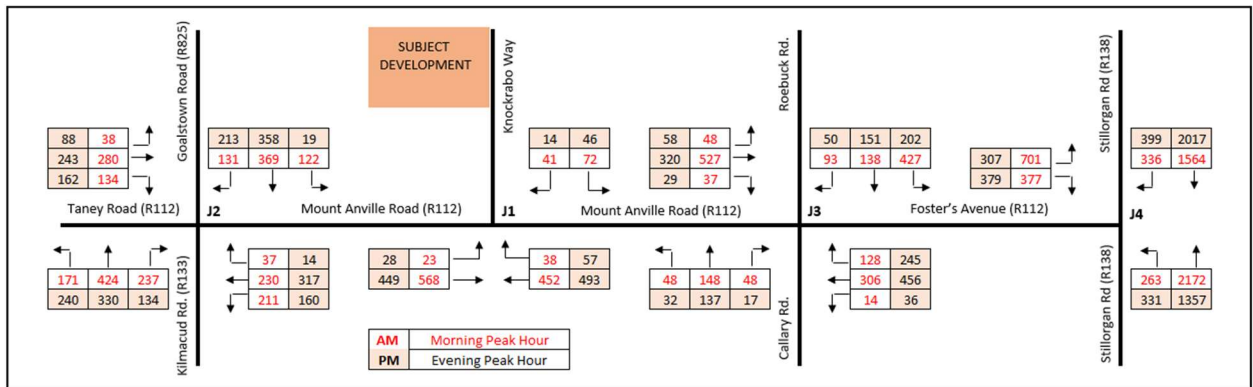 SUBJECT
DEVELOPMENT
Goalstown Road (R825)
Knockrabo Way
Roebuck Rd.
Stillorgan Rd (R138)
88 38
243 280
162 134
213 358 19
131 369 122
14 46
41 72
58 48
320 527
29 37
50 151 202
93 138 427
307 701
379 377
399 2017
336 1564
Taney Road (R112) J2 Mount Anville Road (R112) J1 Mount Anville Road (R112) J3 Foster's Avenue (R112) J4
171 424 237
240 330 134
Kilmacud Rd. (R133)
37 14
230 317
211 160
28 23
449 568
38 57
452 493
48 148 48
32 137 17
Callary Rd.
128 245
306 456
14 36
Stillorgan Rd (R138)
263 2172
331 1357
AM Morning Peak Hour
PM Evening Peak Hour